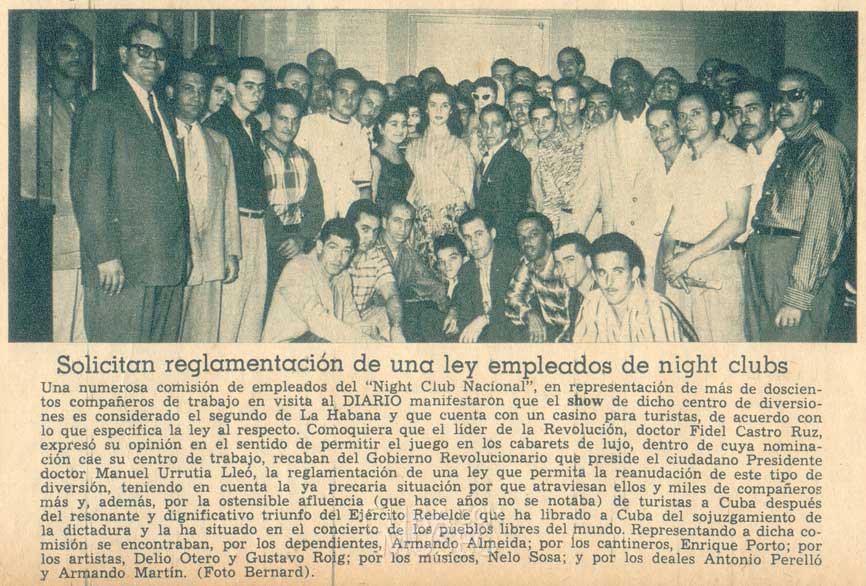 Solicitan reglamentación de una ley empleados de night clubs
Una numerosa comisión de empleados del "Night Club Nacional", en representación de más de doscien-
tos compañeros de trabajo en visita al DIARIO manifestaron que el show de dicho centro de diversio-
nes es considerado el segundo de La Habana y que cuenta con un casino para turistas, de acuerdo con
lo que especifica la ley al respecto. Comoquiera que el líder de la Revolución, doctor Fidel Castro Ruz,
expresó su opinión en el sentido de permitir el juego en los cabarets de lujo, dentro de cuya nomina-
ción cae su centro de trabajo, recaban del Gobierno Revolucionario que preside el ciudadano Presidente
doctor Manuel Urrutia Lleó, la reglamentación de una ley que permita la reanudación de este tipo de
diversión, teniendo en cuenta la ya precaria situación por que atraviesan ellos y miles de compañeros
más y, además, por la ostensible afluencia (que hace años no se notaba) de turistas a Cuba después
del resonante y dignificativo triunfo del Ejército Rebelde que ha librado a Cuba del sojuzgamiento de
la dictadura y la ha situado en el concierto de los pueblos libres del mundo. Representando a dicha co-
misión se encontraban, por los dependientes, Armando Almeida; por los cantineros, Enrique Porto; por
los artistas, Delio Otero y Gustavo Roig; por los músicos, Nelo Sosa; y por los deales Antonio Perelló
y Armando Martín. (Foto Bernard).